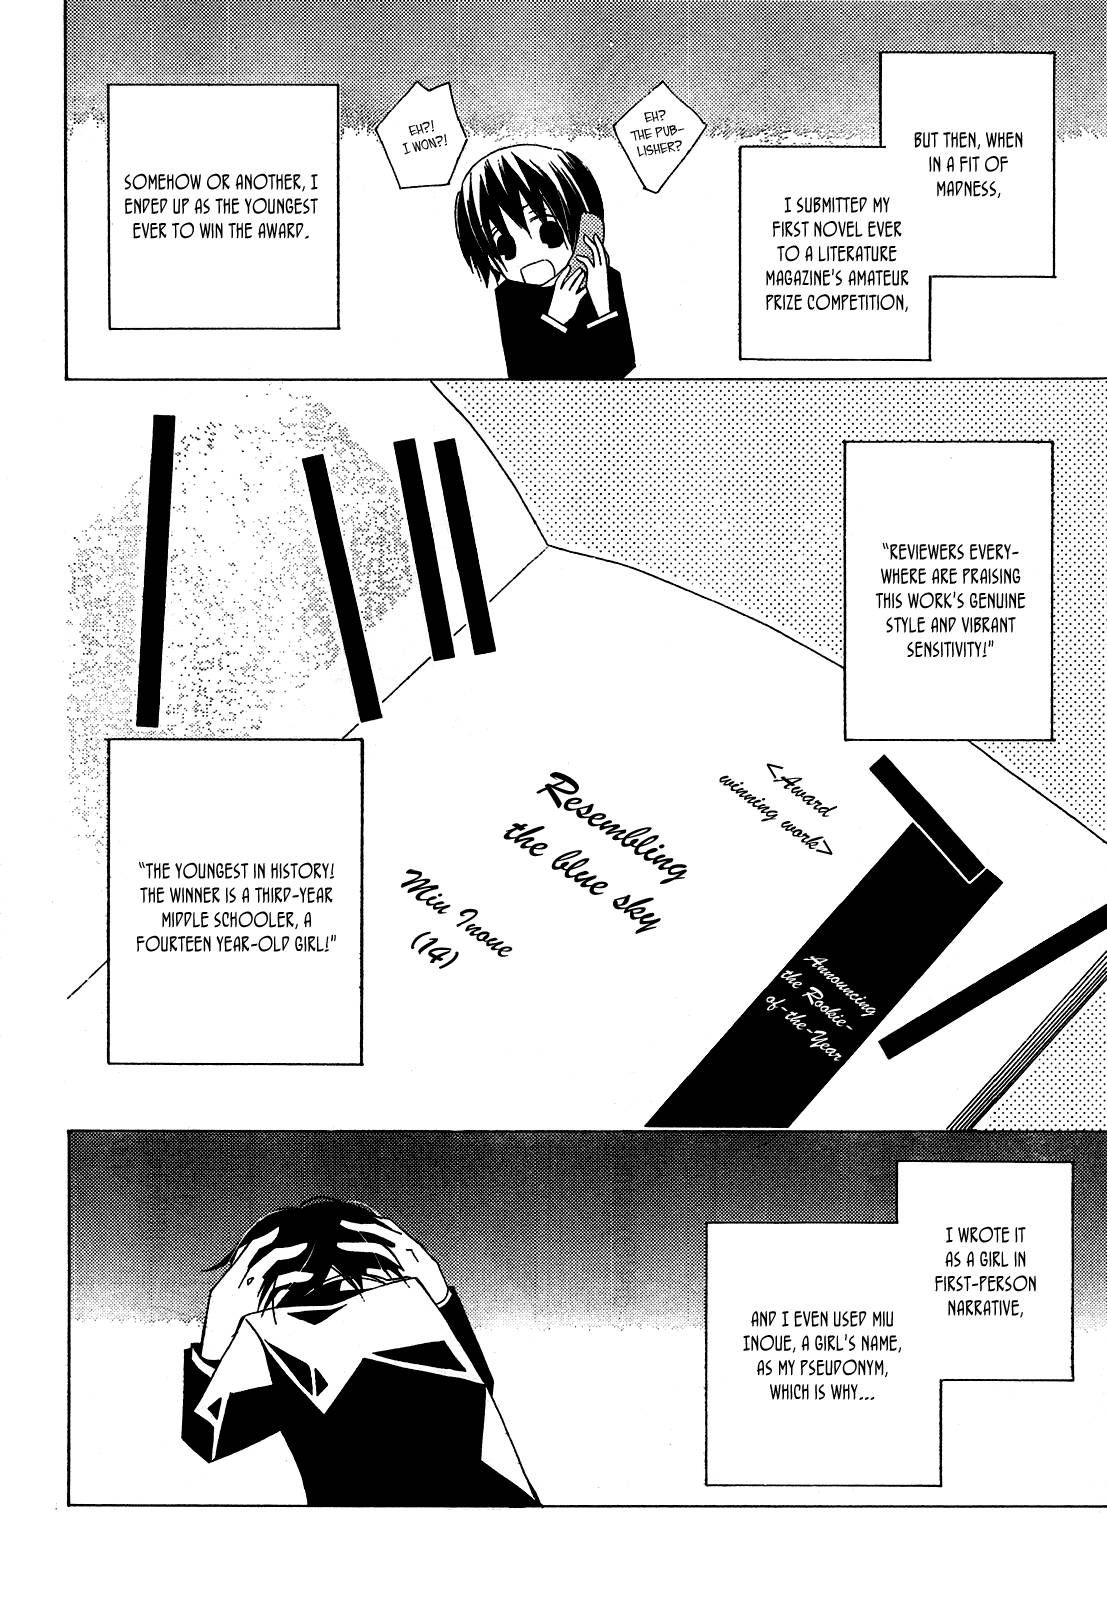 BUT THEN, WHEN
IN A FIT OF
MADNESS,
I SUBMITTED MY
FIRST NOVEL EVER
TO A LITERATURE
MAGAZINE'S AMATEUR
PRIZE COMPETITION,
EH?
THE PUB-
LISHER?
EH?!
I WON?!
SOMEHOW OR ANOTHER, I
ENDED UP AS THE YOUNGEST
EVER TO WIN THE AWARD.
"REVIEWERS EVERY-
WHERE ARE PRAISING
THIS WORK'S GENUINE
STYLE AND VIBRANT
SENSITIVITY!"
<Award
winning work>
Resembling
the blue sky
Miu Inoue
(14)
Announcing
the Rookie-
of-the-Year
"THE YOUNGEST IN HISTORY!
THE WINNER IS A THIRD-YEAR
MIDDLE SCHOOLER, A
FOURTEEN YEAR-OLD GIRL!"
I WROTE IT
AS A GIRL IN
FIRST-PERSON
NARRATIVE,
AND I EVEN USED MIU
INOUE, A GIRL'S NAME,
AS MY PSEUDONYM,
WHICH IS WHY...